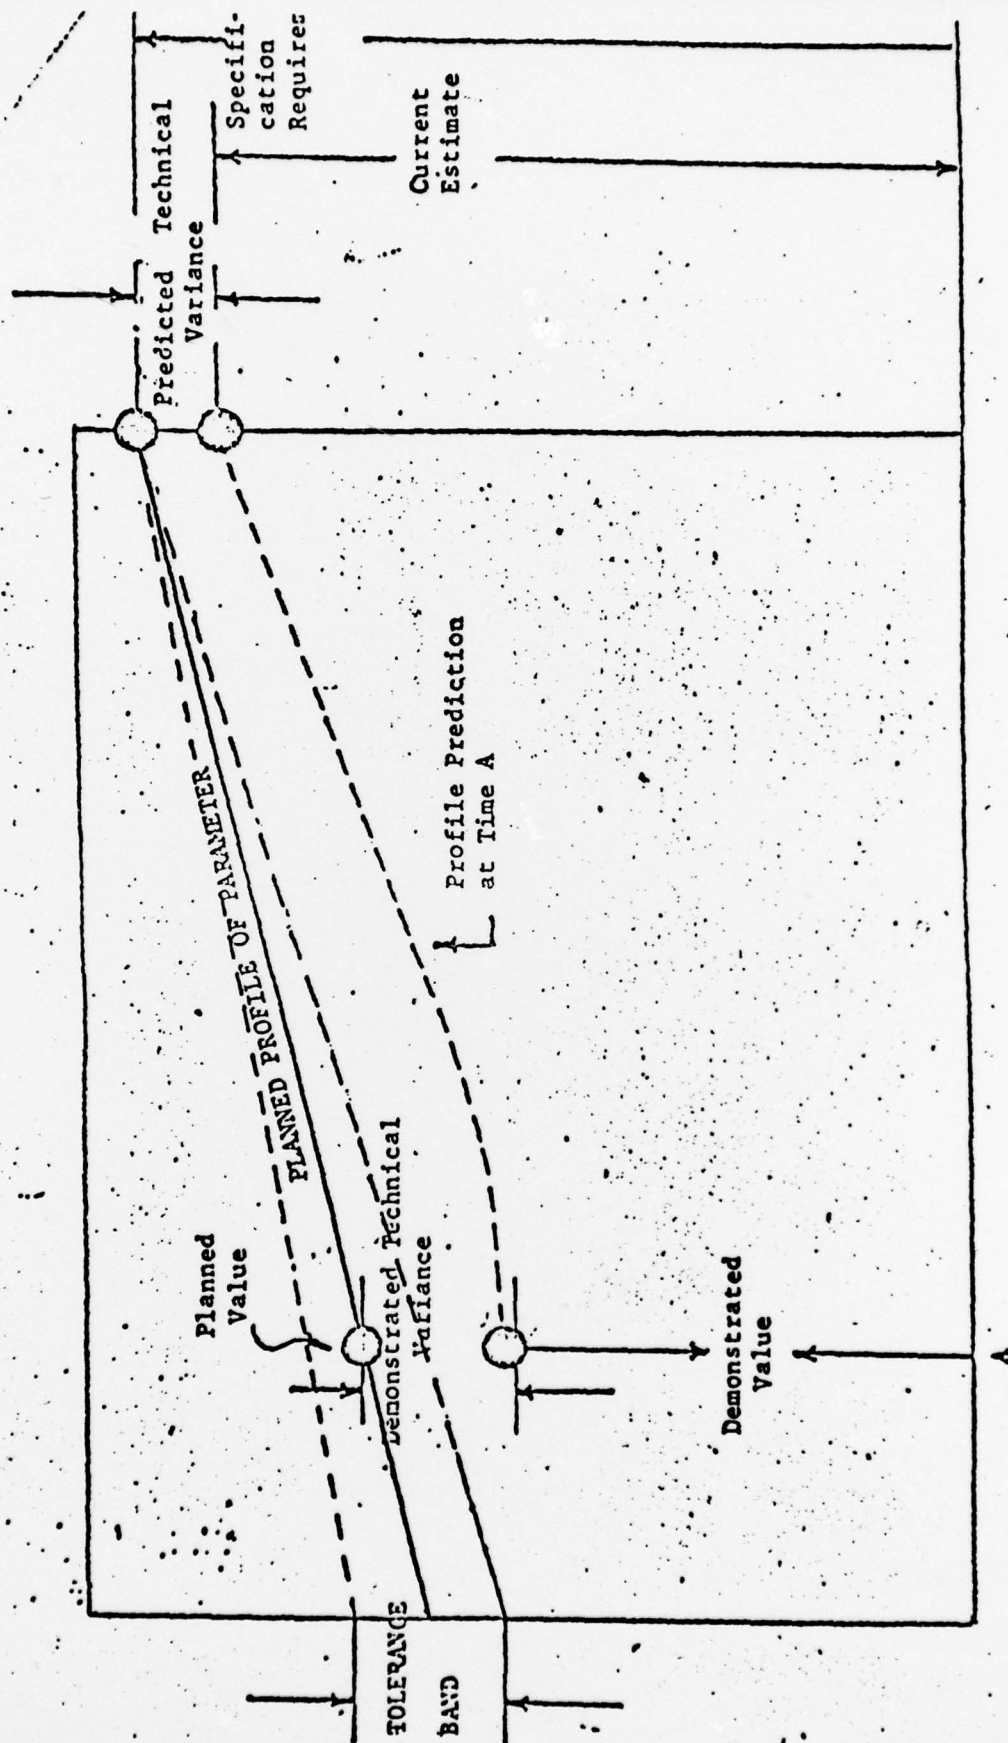 Planned
Value
PLANNED PROFILE OF PARAMETER
Predicted Technical
Variance
Specifi-
cation
Requires
TOLERANCE
BAND
Demonstrated Technical
Variance
Profile Prediction
at Time A
Current
Estimate
Demonstrated
Value
A